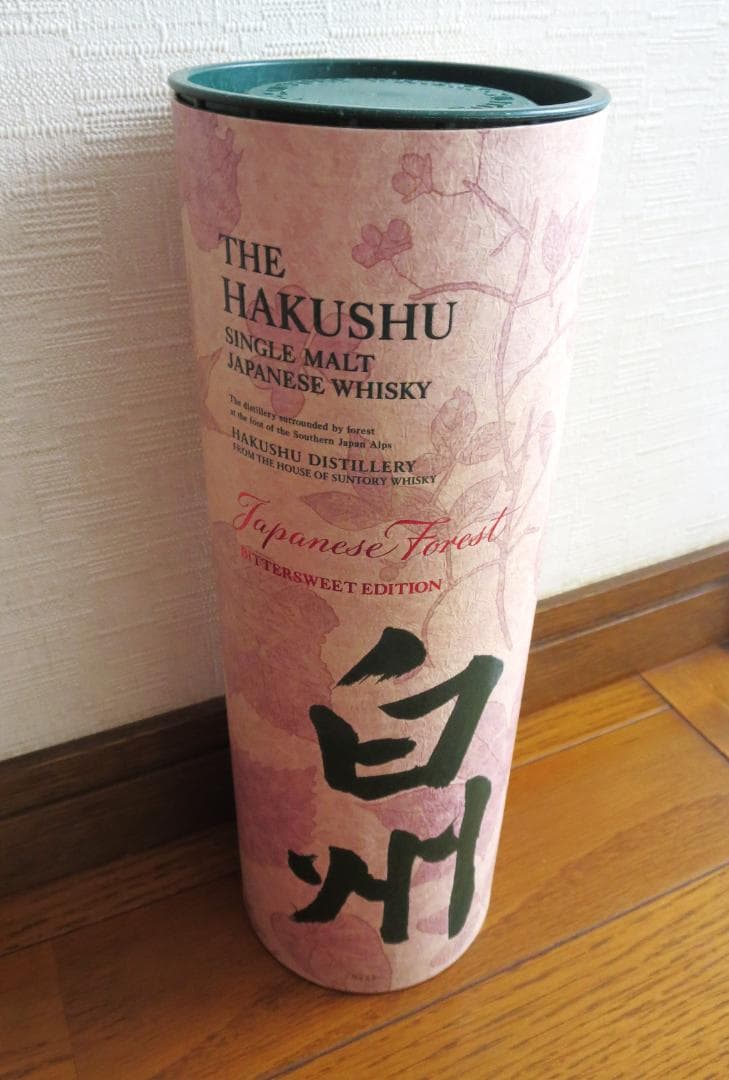 THE
HAKUSHU
SINGLE MALT
JAPANESE WHISKY
The distillery surrounded by forest
at the foot of the Southern Japan Alps
HAKUSHU DISTILLERY
FROM THE HOUSE OF SUNTORY WHISKY
Japanese Forest
BITTERSWEET EDITION
白州